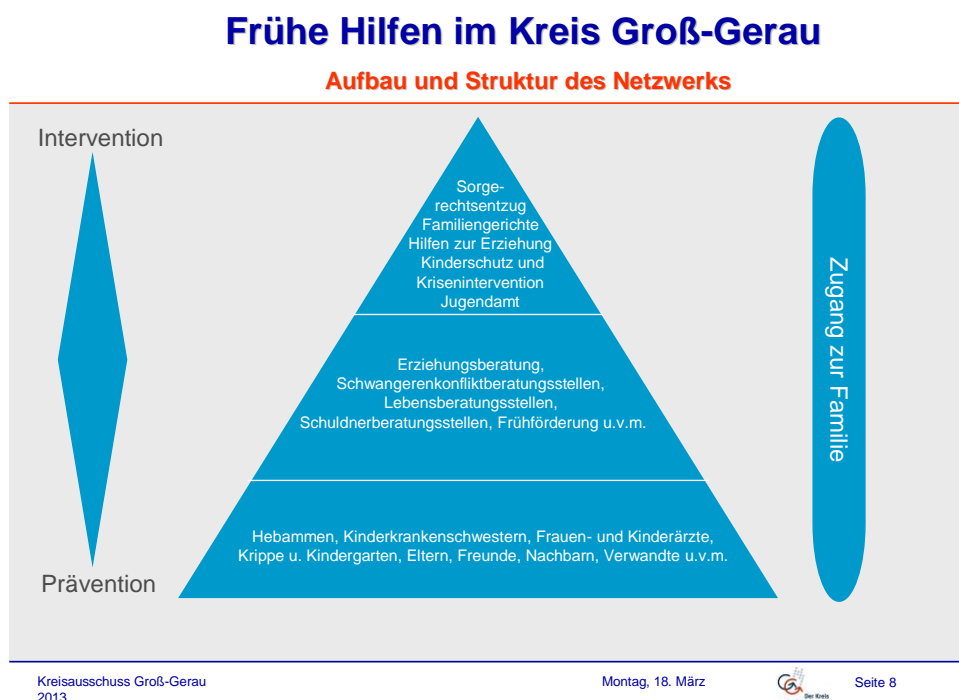 Frühe Hilfen im Kreis Groß-Gerau
Aufbau und Struktur des Netzwerks
Intervention
Prävention
Sorge-
rechtsentzug
Familiengerichte
Hilfen zur Erziehung
Kinderschutz und
Krisenintervention
Jugendamt
Erziehungsberatung,
Schwangerenkonfliktberatungsstellen,
Lebensberatungsstellen,
Schuldnerberatungsstellen, Frühförderung u.v.m.
Hebammen, Kinderkrankenschwestern, Frauen- und Kinderärzte,
Krippe u. Kindergarten, Eltern, Freunde, Nachbarn, Verwandte u.v.m.
Zugang zur Familie
Kreisausschuss Groß-Gerau
2013
Montag, 18. März
Der Kreis
Seite 8